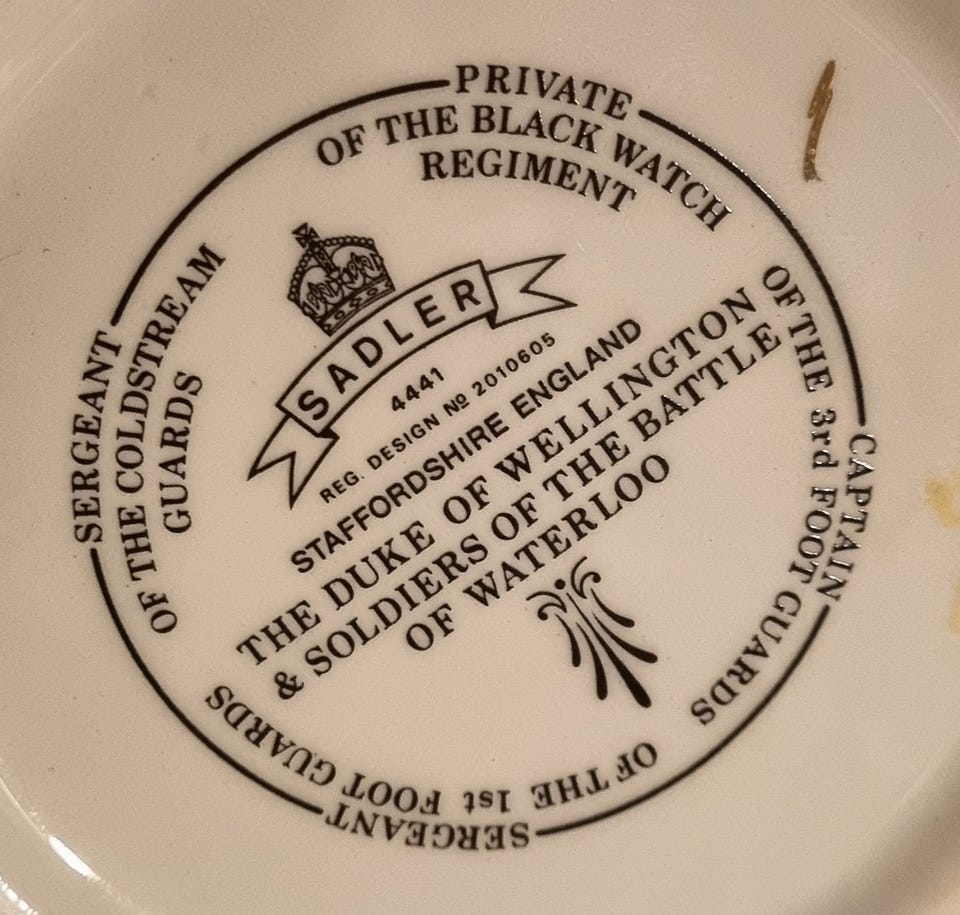 PRIVATE
OF THE BLACK WATCH
REGIMENT
SERGEANT
OF THE COLDSTREAM
GUARDS
CAPTAIN
OF THE 3rd FOOT GUARDS
SERGEANT
OF THE 1st FOOT GUARDS
SADLER
4441
REG. DESIGN Nº 2010605
STAFFORDSHIRE ENGLAND
THE DUKE OF WELLINGTON
& SOLDIERS OF THE BATTLE
OF WATERLOO